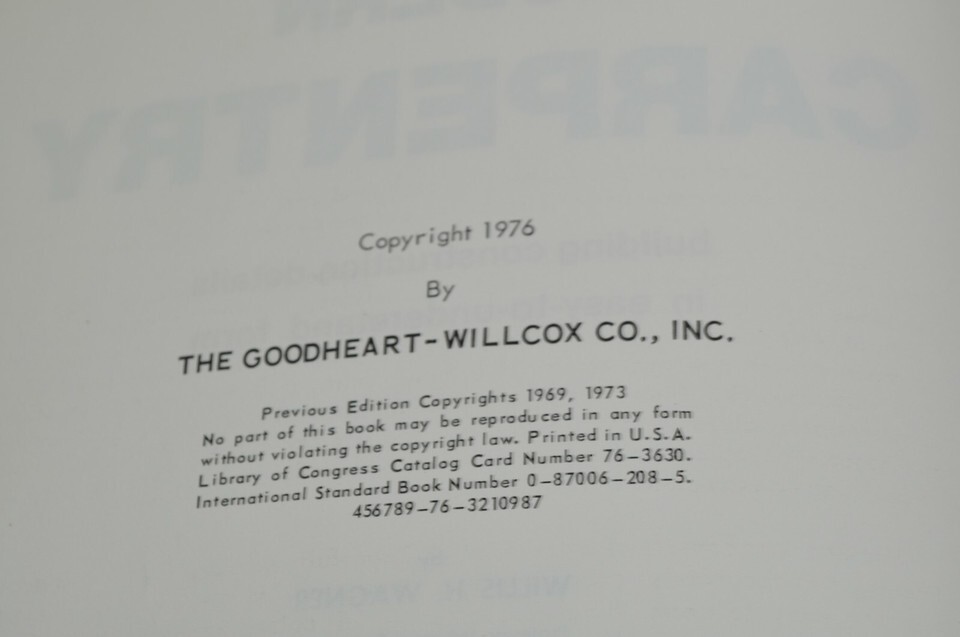 Copyright 1976
By
THE GOODHEART-WILLCOX CO., INC.
Previous Edition Copyrights 1969, 1973
No part of this book may be reproduced in any form
without violating the copyright law. Printed in U.S.A.
Library of Congress Catalog Card Number 76-3630.
International Standard Book Number 0-87006-208-5.
456789-76-3210987